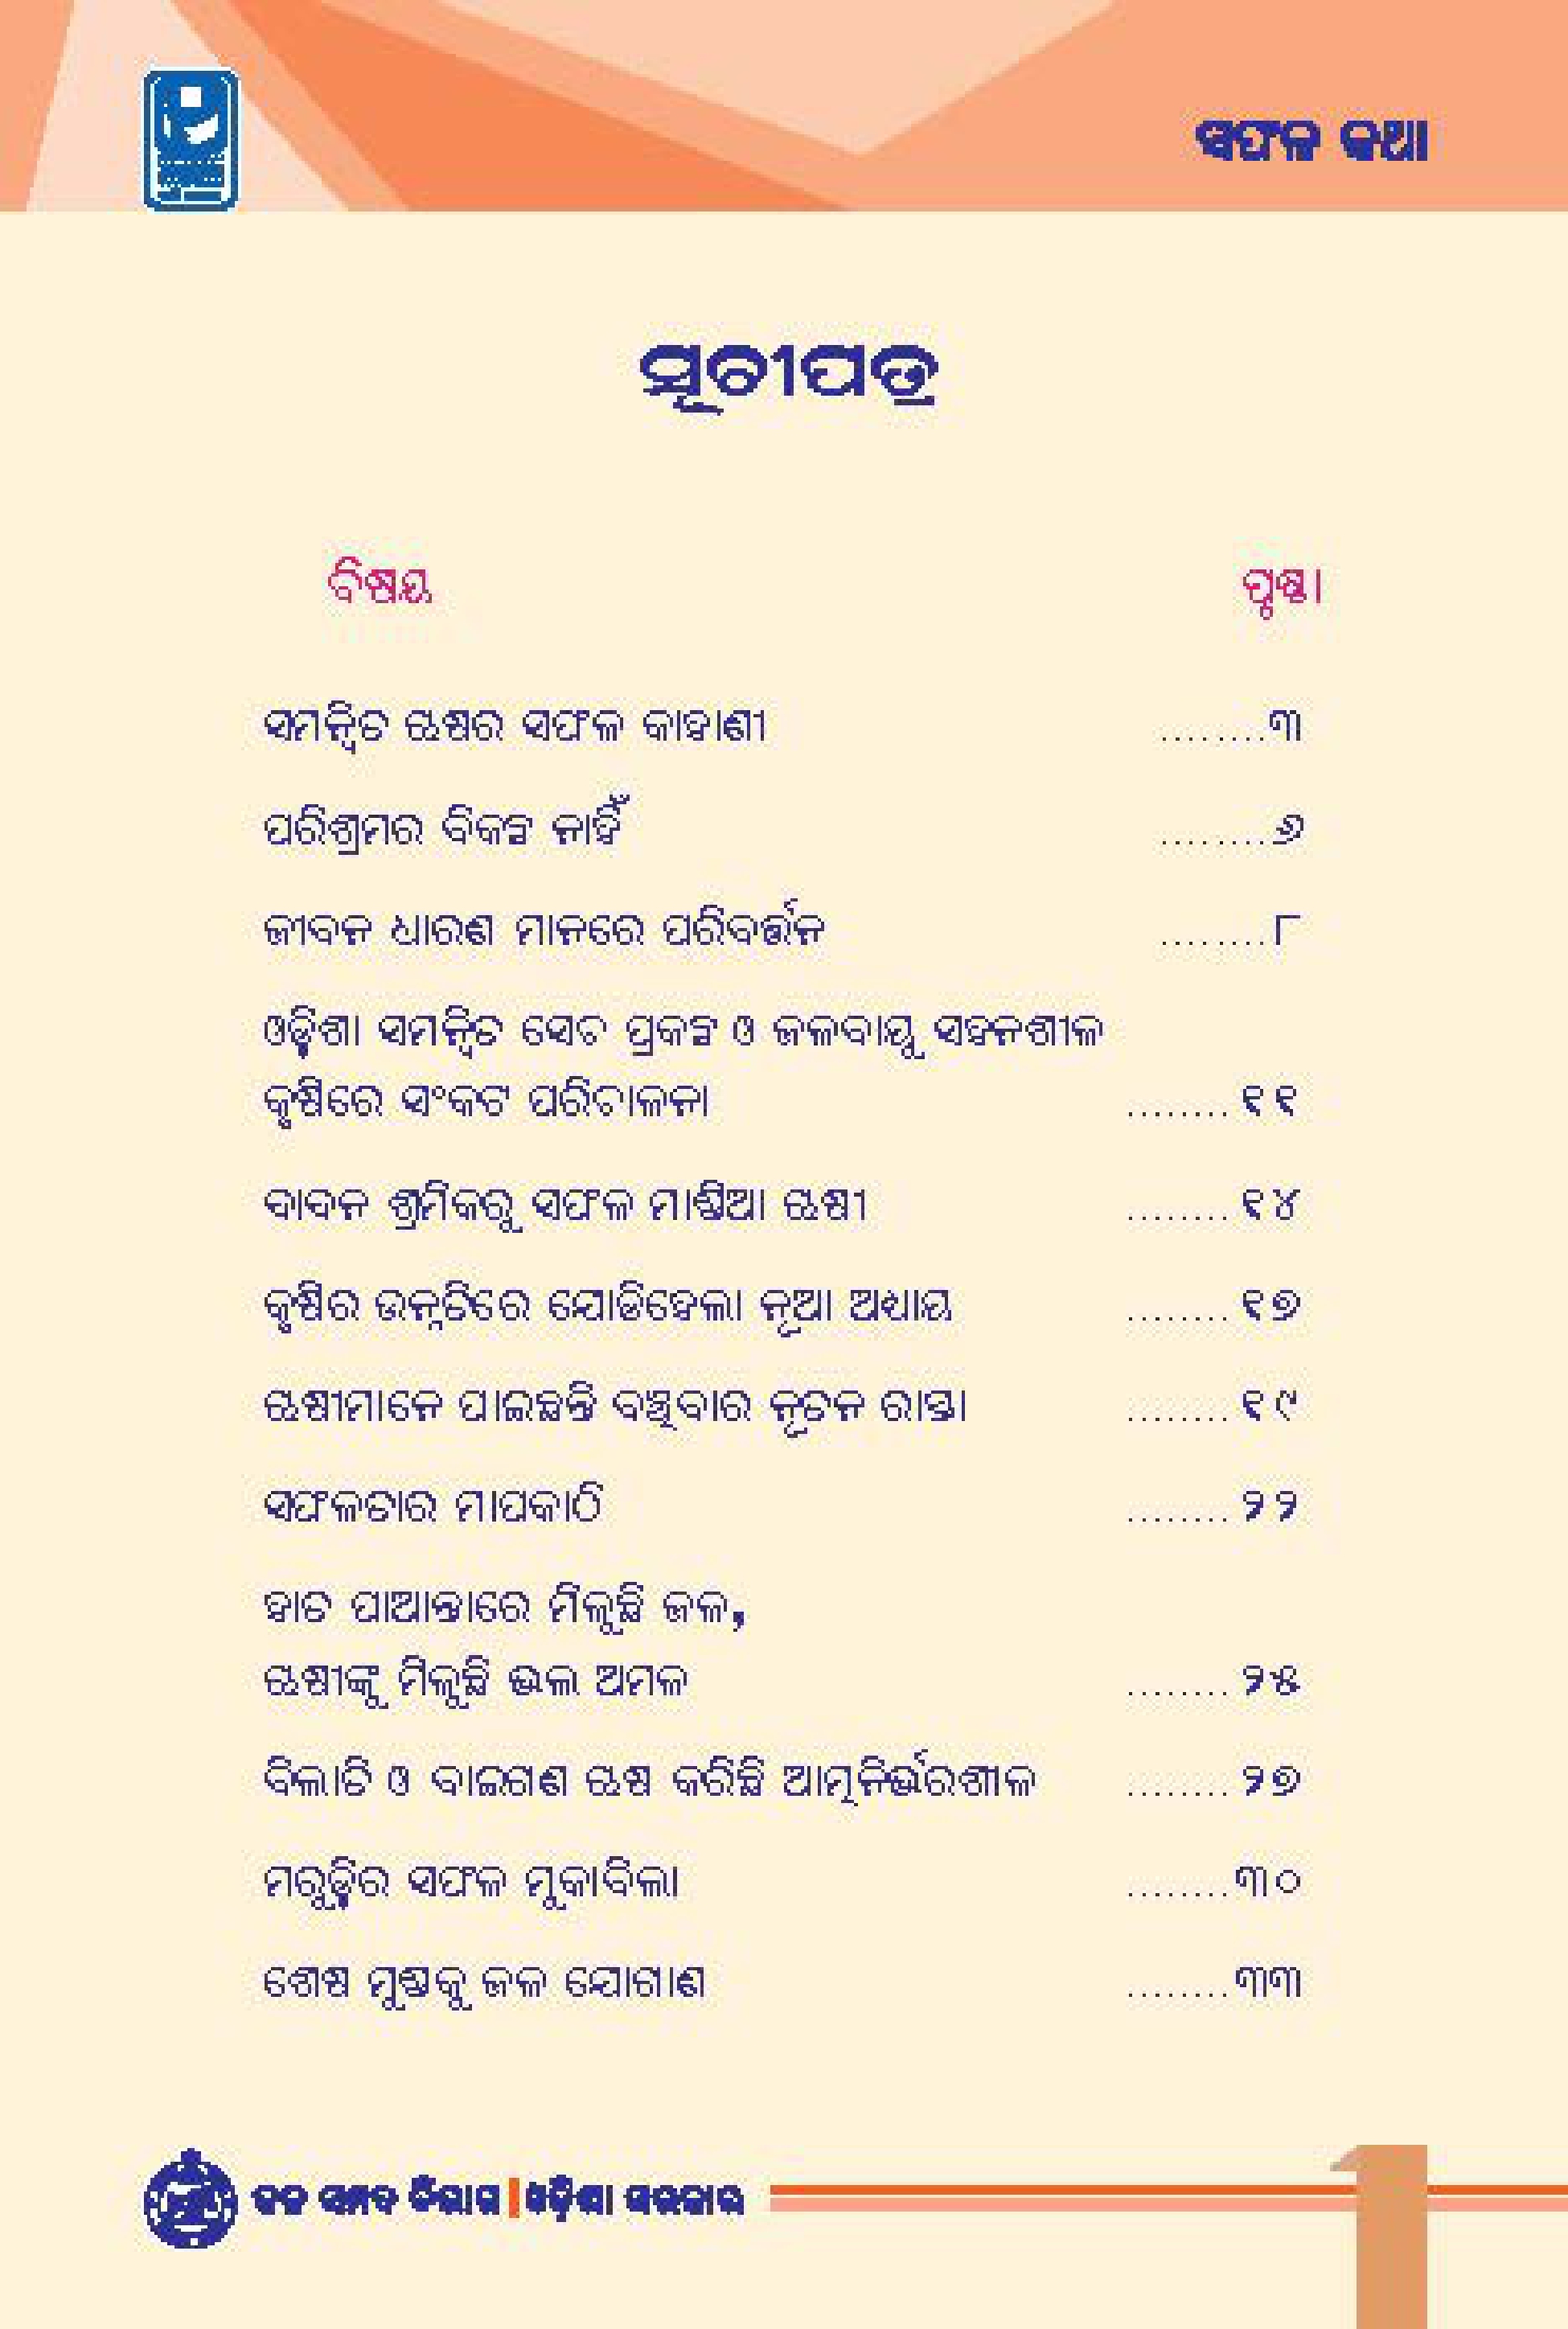 ସଫଳ କଥା
ସୂଚୀପତ୍ର
ବିଷୟ ପୃଷ୍ଠା
ସମନ୍ୱିତ ଚାଷର ସଫଳ କାହାଣୀ ........୩
ପରିଶ୍ରମର ବିକଳ୍ପ ନାହିଁ ........୬
ଜୀବନ ଧାରଣ ମାନରେ ପରିବର୍ତ୍ତନ ........୮
ଓଡ଼ିଶା ସମନ୍ୱିତ ସେଚ ପ୍ରକଳ୍ପ ଓ ଜଳବାୟୁ ସହନଶୀଳ
କୃଷିରେ ସଂକଟ ପରିଚାଳନା ........ ୧୧
ଦାଦନ ଶ୍ରମିକରୁ ସଫଳ ମାଣ୍ଡିଆ ଚାଷୀ ........ ୧୪
କୃଷିର ଉନ୍ନତିରେ ଯୋଡିହେଲା ନୂଆ ଅଧ୍ୟାୟ ........ ୧୭
ଚାଷୀମାନେ ପାଇଛନ୍ତି ବଞ୍ଚିବାର ନୂତନ ରାସ୍ତା ........ ୧୯
ସଫଳତାର ମାପକାଠି ........ ୨୨
ହାତ ପାଆନ୍ତାରେ ମିଳୁଛି ଜଳ,
ଚାଷୀଙ୍କୁ ମିଳୁଛି ଭଲ ଅମଳ ........ ୨୫
ବିଲାତି ଓ ବାଇଗଣ ଚାଷ କରିଛି ଆତ୍ମନିର୍ଭରଶୀଳ ........ ୨୭
ମରୁଡ଼ିର ସଫଳ ମୁକାବିଲା ........୩୦
ଶେଷ ମୁଣ୍ଡକୁ ଜଳ ଯୋଗାଣ ........୩୩
ଜଳ ସମ୍ପଦ ବିଭାଗ | ଓଡ଼ିଶା ସରକାର
1